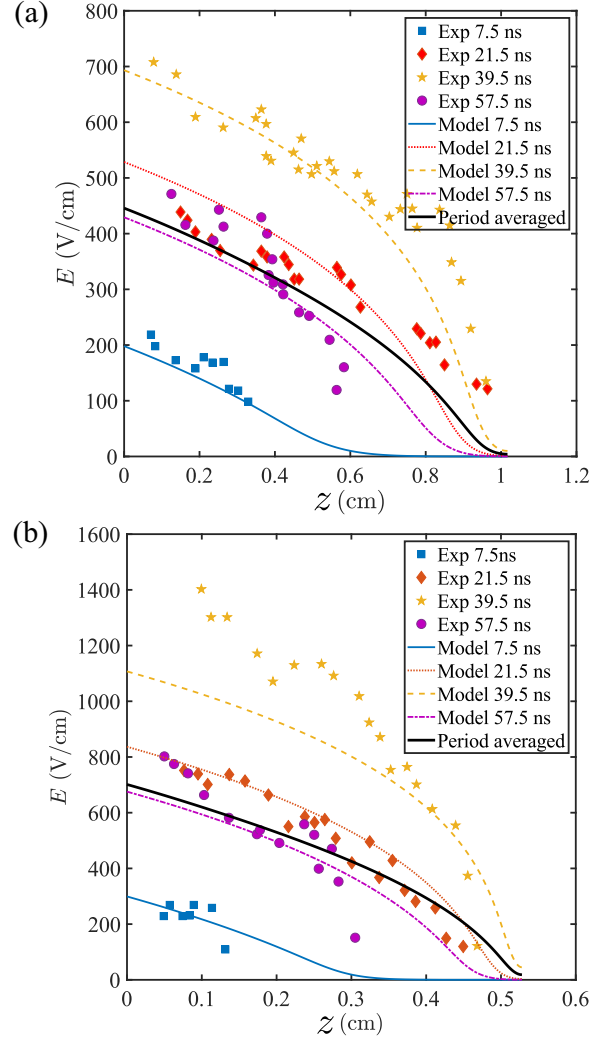 (a)
800
700
600
500
400
300
200
100
0
E (V/cm)
0 0.2 0.4 0.6 0.8 1 1.2
z (cm)
Exp 7.5 ns
Exp 21.5 ns
Exp 39.5 ns
Exp 57.5 ns
Model 7.5 ns
Model 21.5 ns
Model 39.5 ns
Model 57.5 ns
Period averaged
(b)
1600
1400
1200
1000
800
600
400
200
0
E (V/cm)
0 0.1 0.2 0.3 0.4 0.5 0.6
z (cm)
Exp 7.5ns
Exp 21.5 ns
Exp 39.5 ns
Exp 57.5 ns
Model 7.5 ns
Model 21.5 ns
Model 39.5 ns
Model 57.5 ns
Period averaged